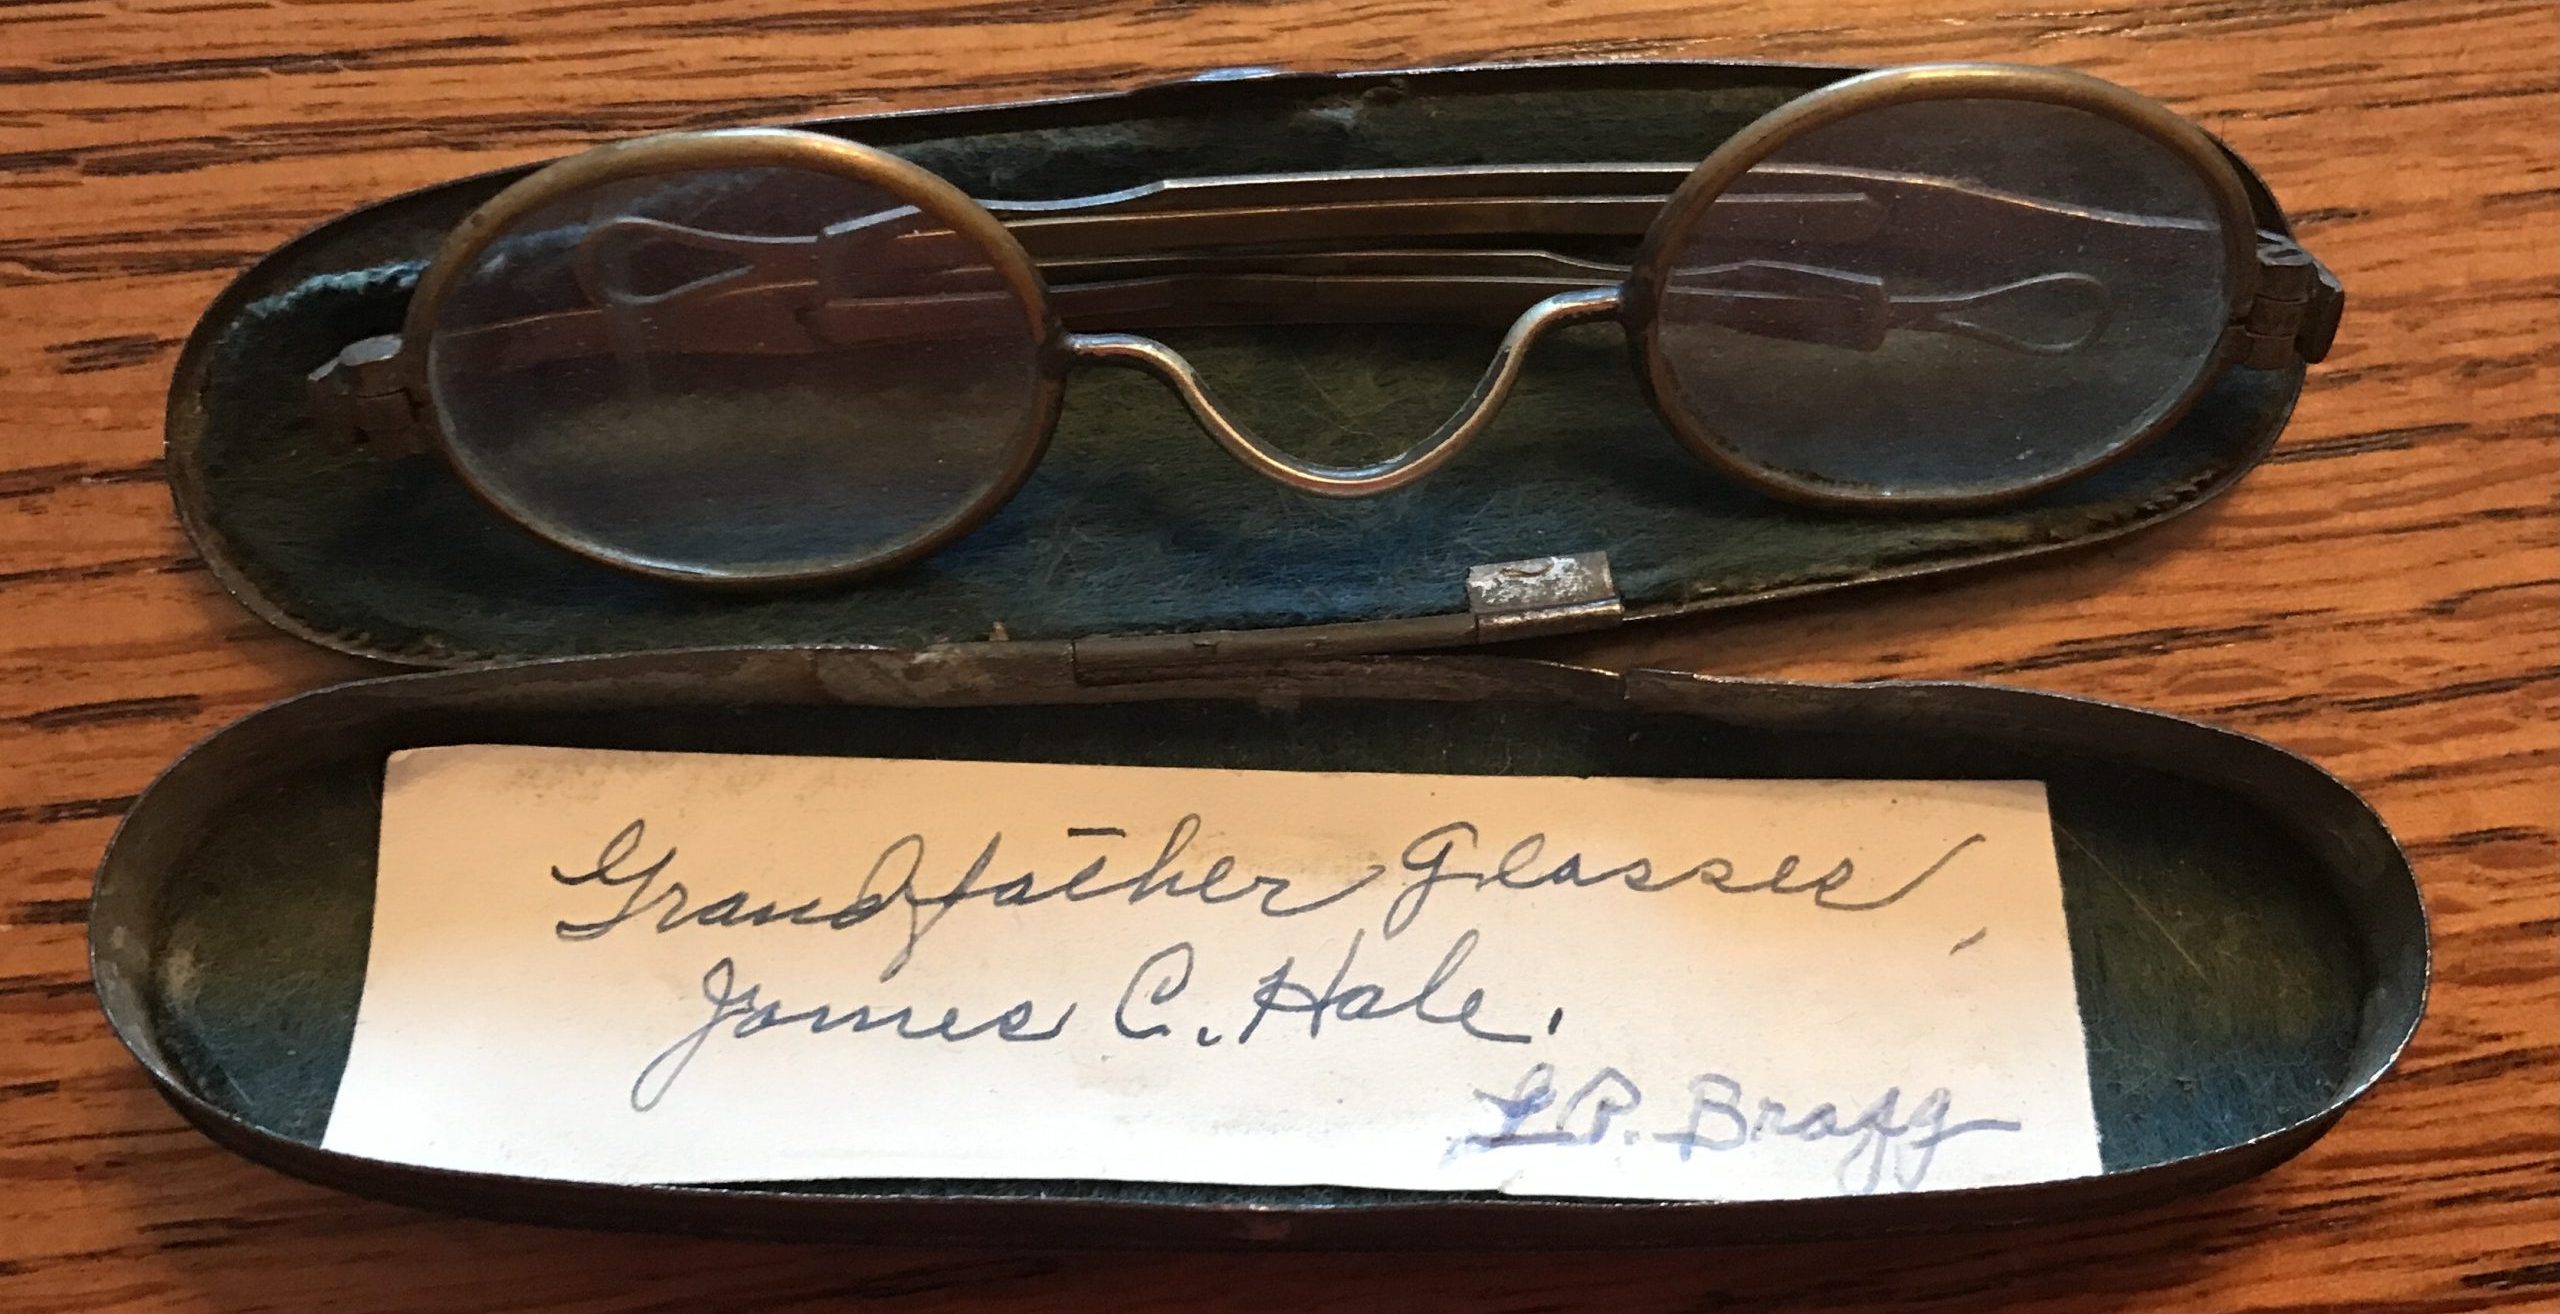 Grandfather Glasses,
James C. Hale.
L P. Bragg